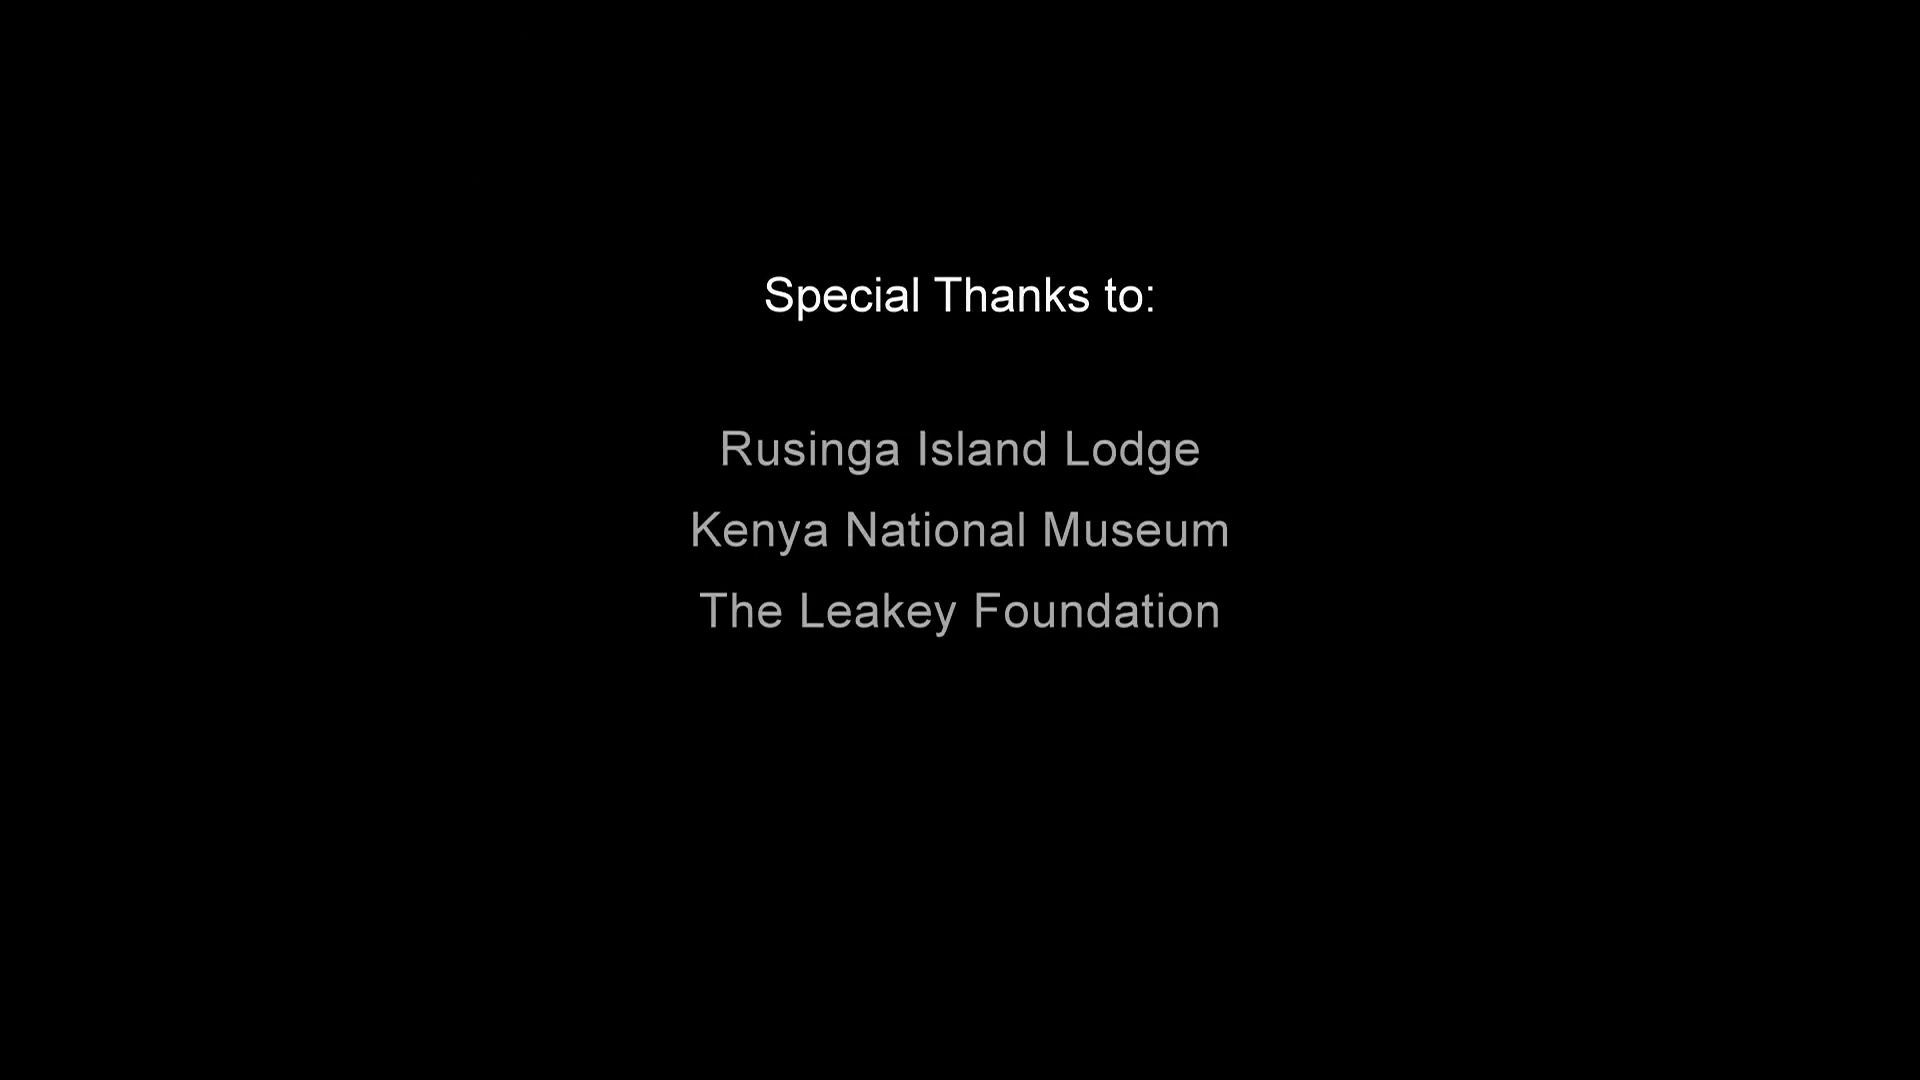 Special Thanks to:
Rusinga Island Lodge
Kenya National Museum
The Leakey Foundation